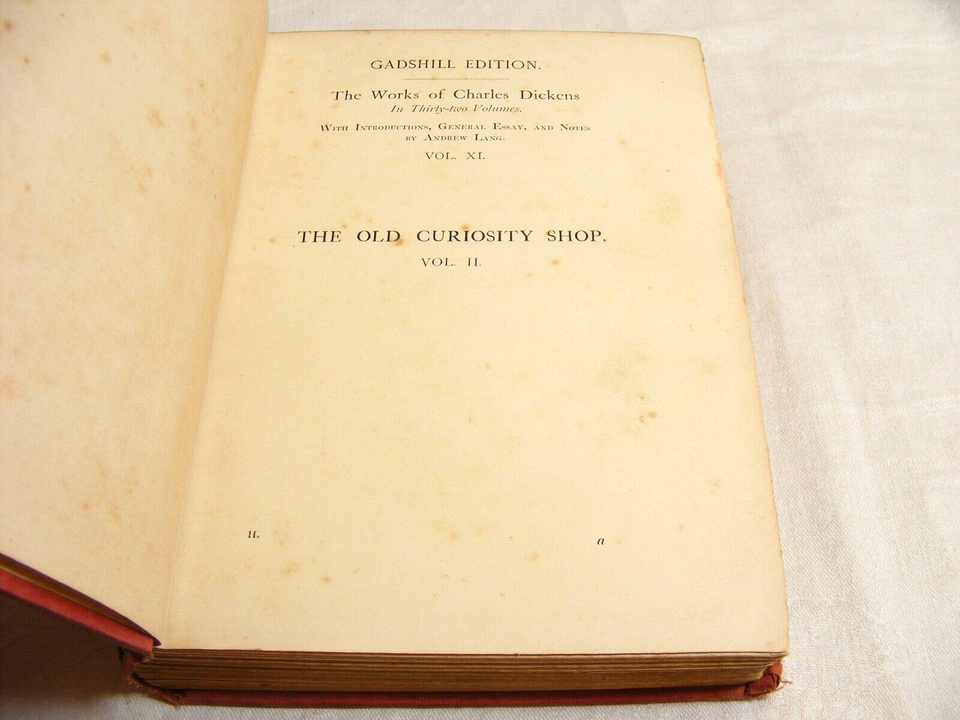 GADSHILL EDITION.
The Works of Charles Dickens
In Thirty-two Volumes.
With Introductions, General Essay, and Notes
by Andrew Lang.
VOL. XI.
THE OLD CURIOSITY SHOP.
VOL. II.
II. a